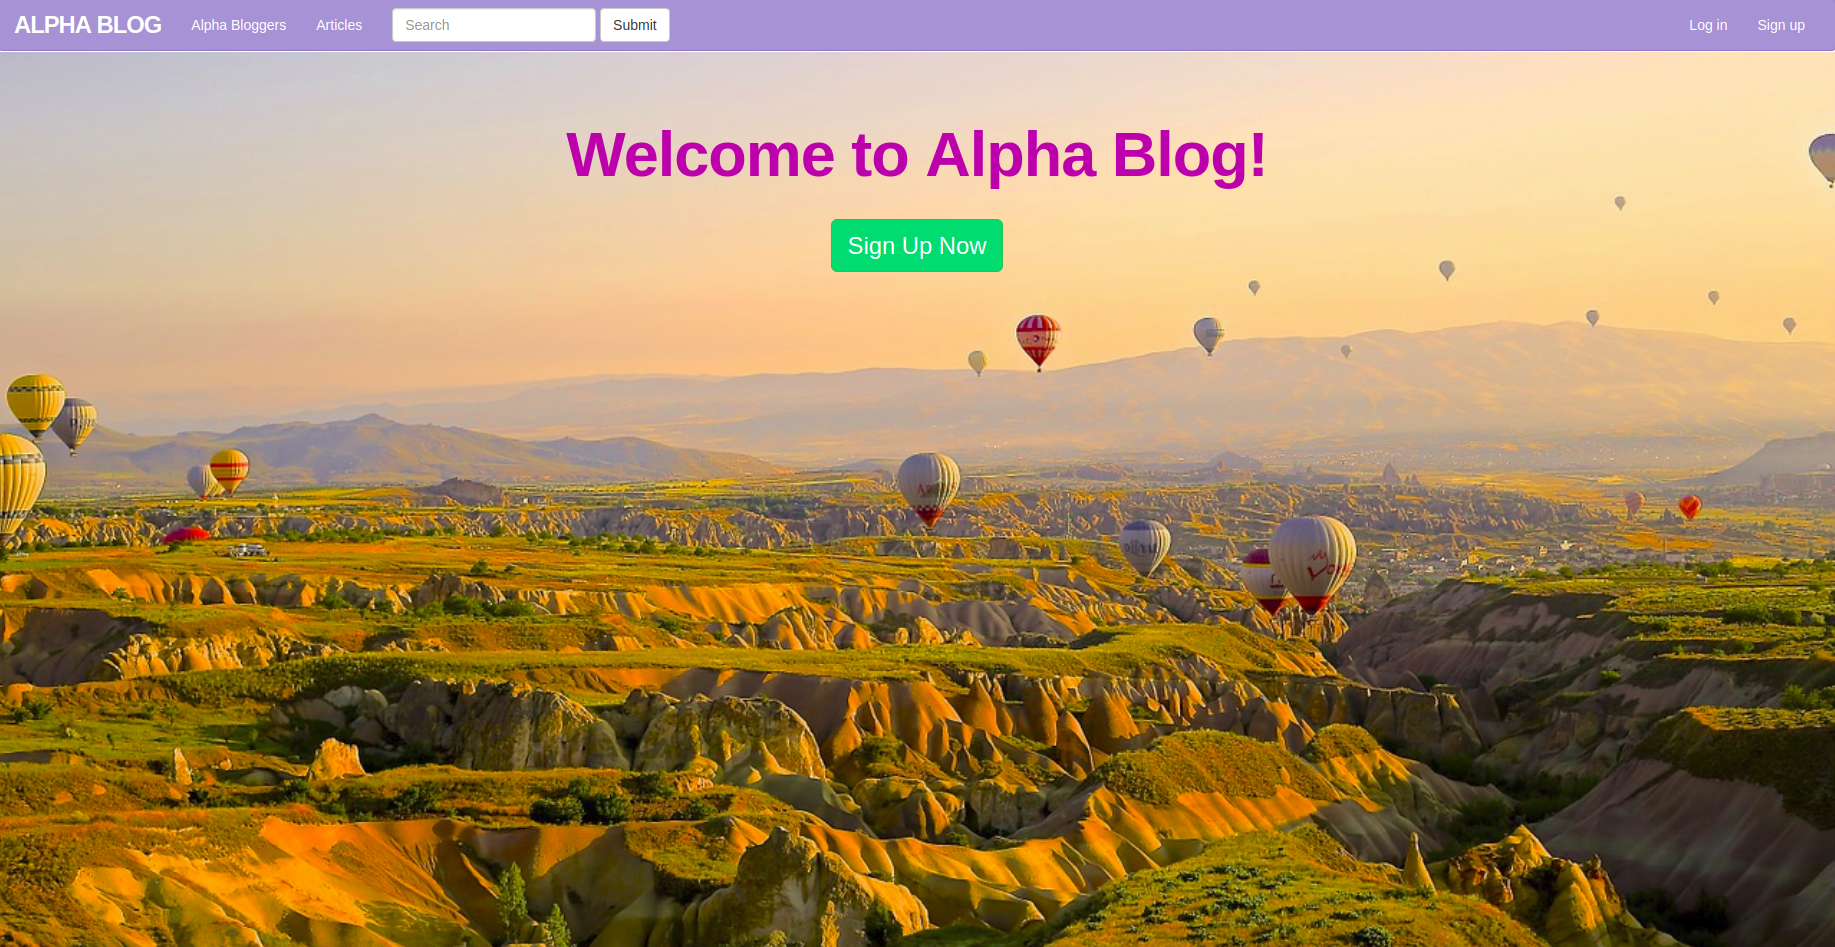 ALPHA BLOG Alpha Bloggers Articles Search Submit Log in Sign up
Welcome to Alpha Blog!
Sign Up Now